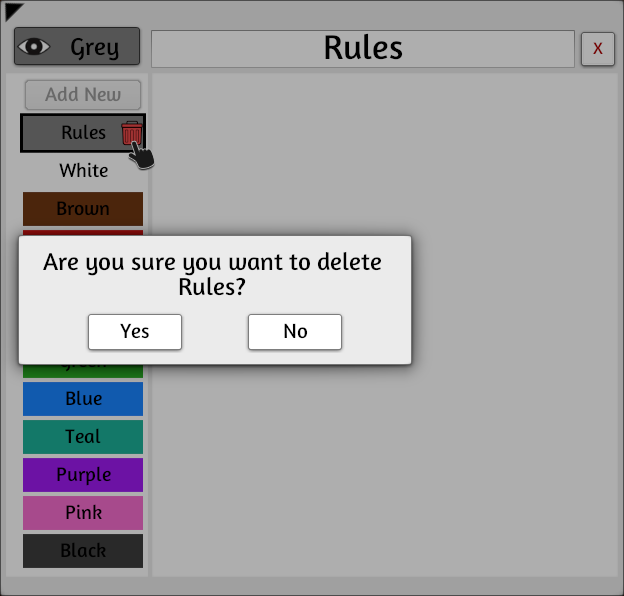 Grey
Rules
X
Add New
Rules
White
Brown
Are you sure you want to delete
Rules?
Yes
No
Green
Blue
Teal
Purple
Pink
Black